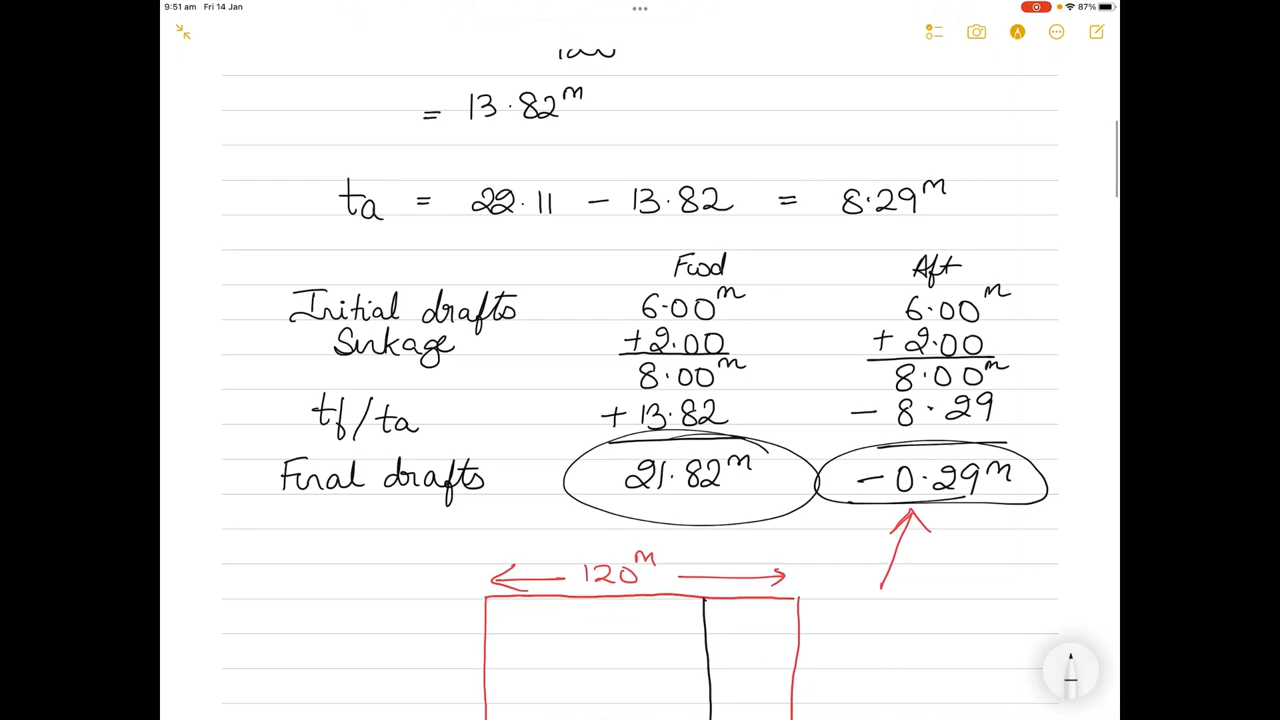 9:51 am Fri 14 Jan
87%
= 13.82 m
ta = 22.11 - 13.82 = 8.29 m
Fwd Aft
Initial drafts 6.00 m 6.00 m
Sinkage +2.00 + 2.00
8.00 m 8.00 m
tf/ta + 13.82 - 8.29
Final drafts 21.82 m - 0.29 m
120 m